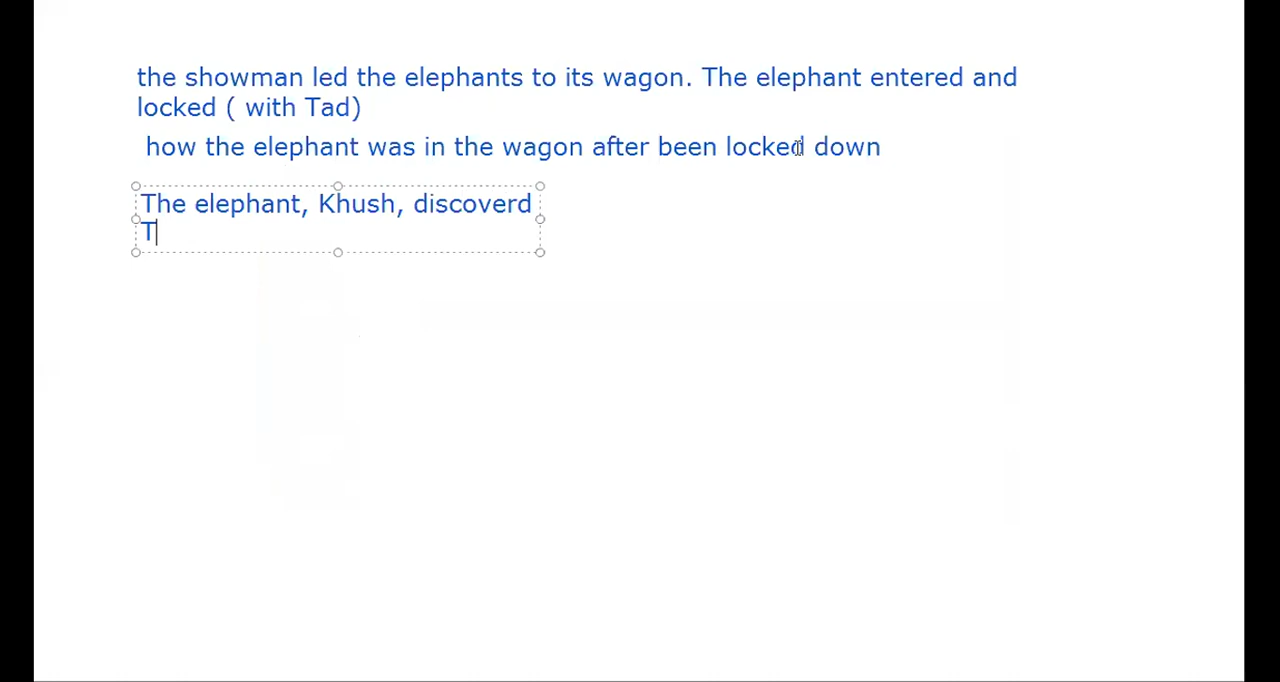 the showman led the elephants to its wagon. The elephant entered and
locked ( with Tad)
how the elephant was in the wagon after been locked down
The elephant, Khush, discoverd
T